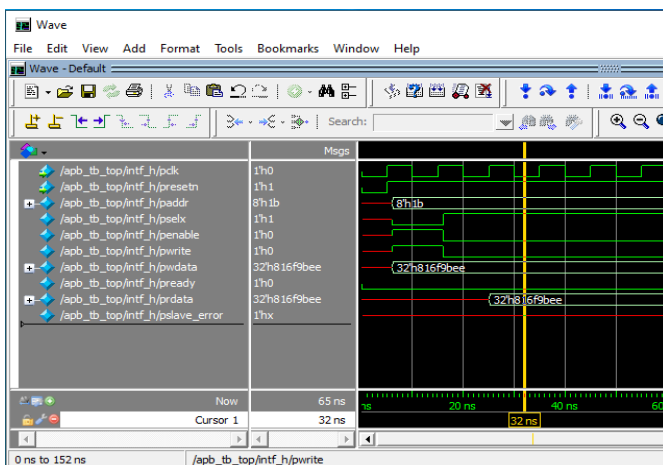 Wave
File Edit View Add Format Tools Bookmarks Window Help
Wave - Default
Search:
Msgs
/apb_tb_top/intf_h/pclk 1'h0
/apb_tb_top/intf_h/presetn 1'h1
/apb_tb_top/intf_h/paddr 8'h1b 8'h1b
/apb_tb_top/intf_h/pselx 1'h1
/apb_tb_top/intf_h/penable 1'h0
/apb_tb_top/intf_h/pwrite 1'h0
/apb_tb_top/intf_h/pwdata 32'h816f9bee 32'h816f9bee
/apb_tb_top/intf_h/pready 1'h0
/apb_tb_top/intf_h/prdata 32'h816f9bee 32'h816f9bee
/apb_tb_top/intf_h/pslave_error 1'hx
Now 65 ns ns 20 ns 40 ns 60
Cursor 1 32 ns 32 ns
0 ns to 152 ns /apb_tb_top/intf_h/pwrite